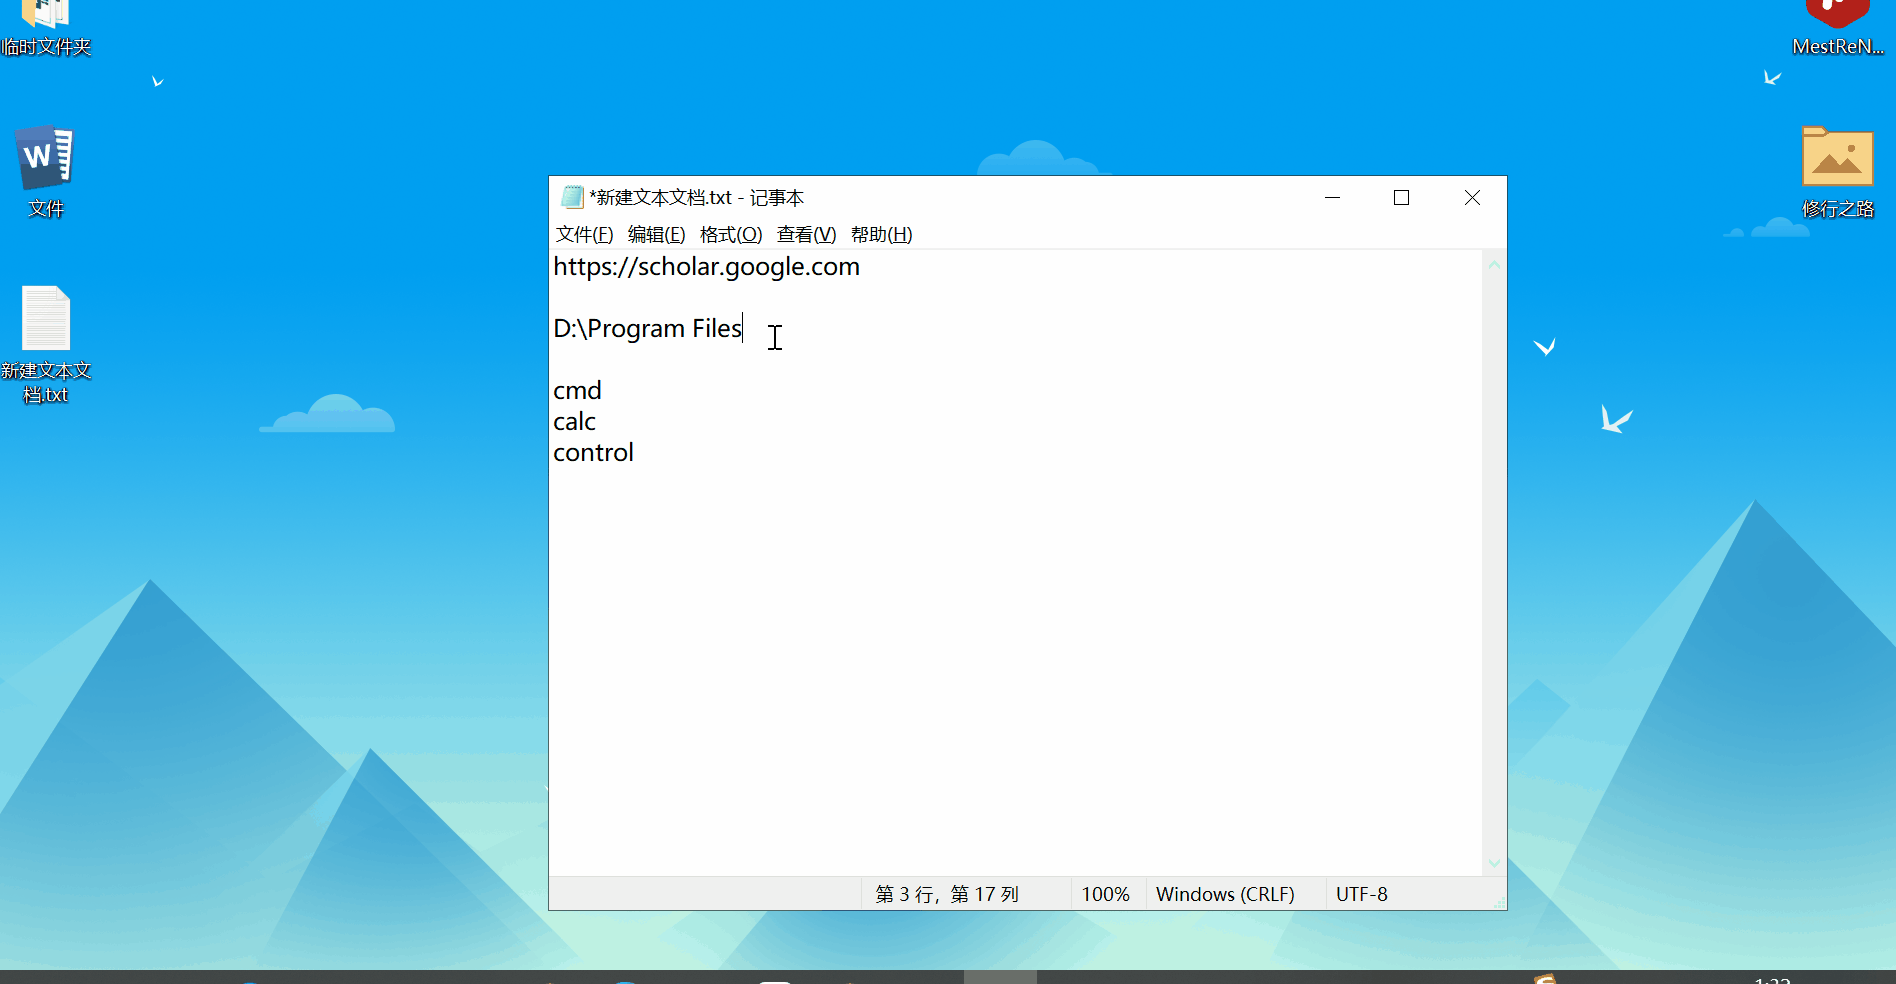 临时文件夹
MestReN...
文件
修行之路
新建文本文
档.txt
*新建文本文档.txt - 记事本
文件(F) 编辑(E) 格式(O) 查看(V) 帮助(H)
https://scholar.google.com
D:\Program Files
cmd
calc
control
第 3 行，第 17 列
100%
Windows (CRLF)
UTF-8